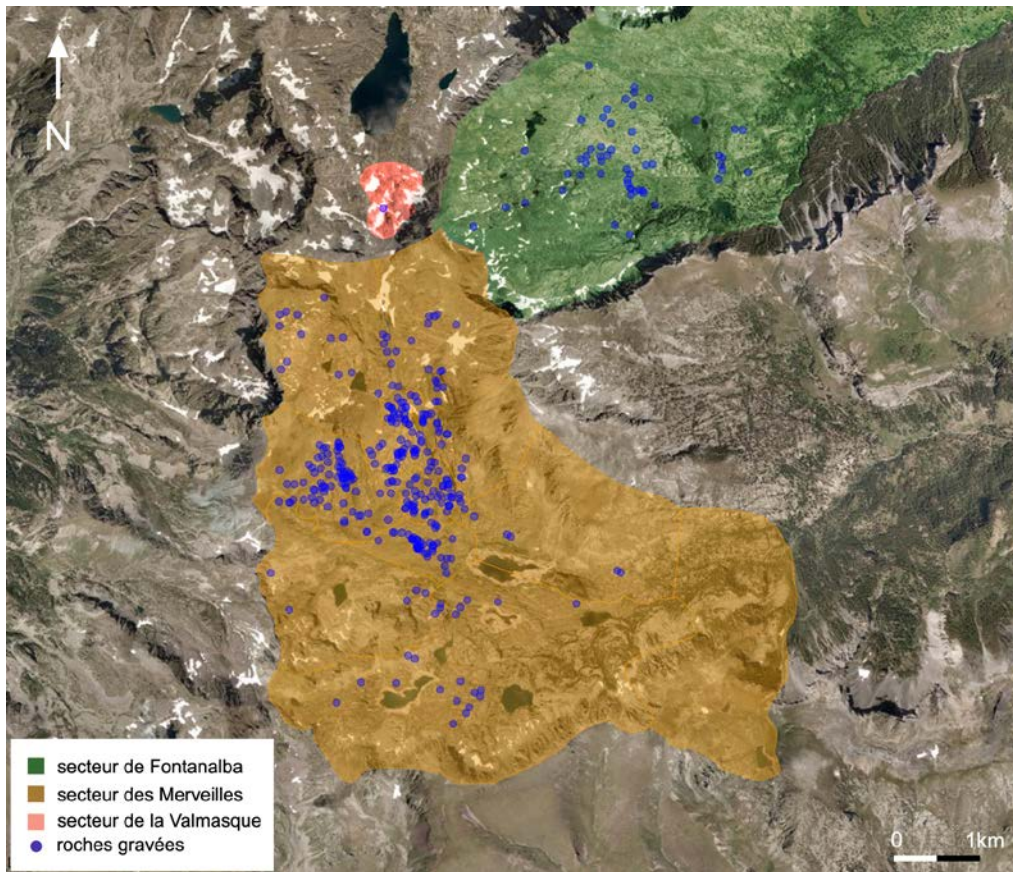 N
secteur de Fontanalba
secteur des Merveilles
secteur de la Valmasque
roches gravées
0 1km